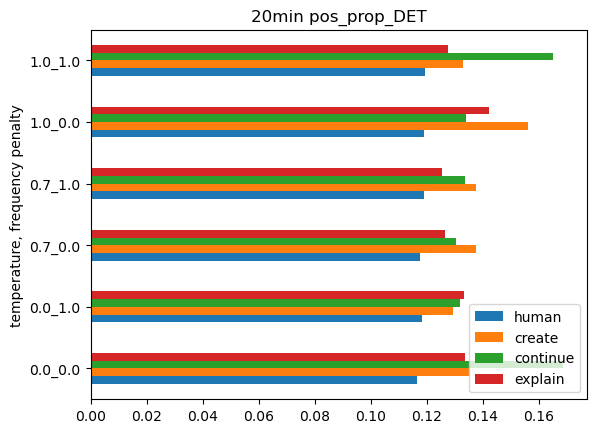 20min pos_prop_DET
temperature, frequency penalty
1.0_1.0
1.0_0.0
0.7_1.0
0.7_0.0
0.0_1.0
0.0_0.0
human
create
continue
explain
0.00 0.02 0.04 0.06 0.08 0.10 0.12 0.14 0.16